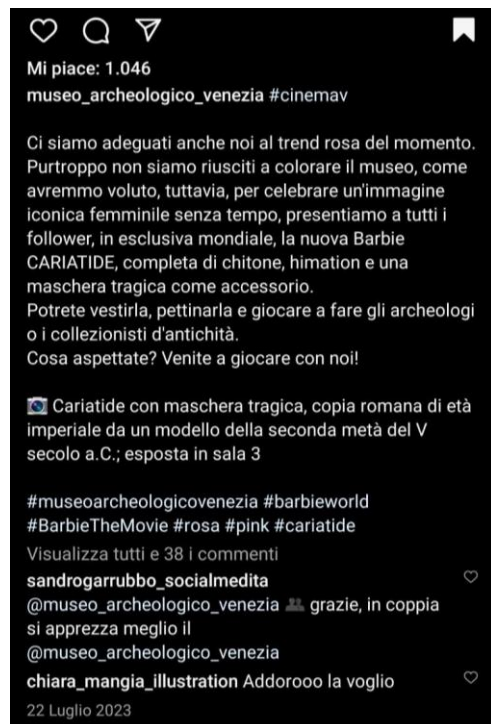 Mi piace: 1.046
museo_archeologico_venezia #cinemav
Ci siamo adeguati anche noi al trend rosa del momento.
Purtroppo non siamo riusciti a colorare il museo, come
avremmo voluto, tuttavia, per celebrare un'immagine
iconica femminile senza tempo, presentiamo a tutti i
follower, in esclusiva mondiale, la nuova Barbie
CARIATIDE, completa di chitone, himation e una
maschera tragica come accessorio.
Potrete vestirla, pettinarla e giocare a fare gli archeologi
o i collezionisti d'antichità.
Cosa aspettate? Venite a giocare con noi!
📷 Cariatide con maschera tragica, copia romana di età
imperiale da un modello della seconda metà del V
secolo a.C.; esposta in sala 3
#museoarcheologicovenezia #barbieworld
#BarbieTheMovie #rosa #pink #cariatide
Visualizza tutti e 38 i commenti
sandrogarrubbo_socialmedita
@museo_archeologico_venezia 👥 grazie, in coppia
si apprezza meglio il
@museo_archeologico_venezia
chiara_mangia_illustration Addorooo la voglio
22 Luglio 2023